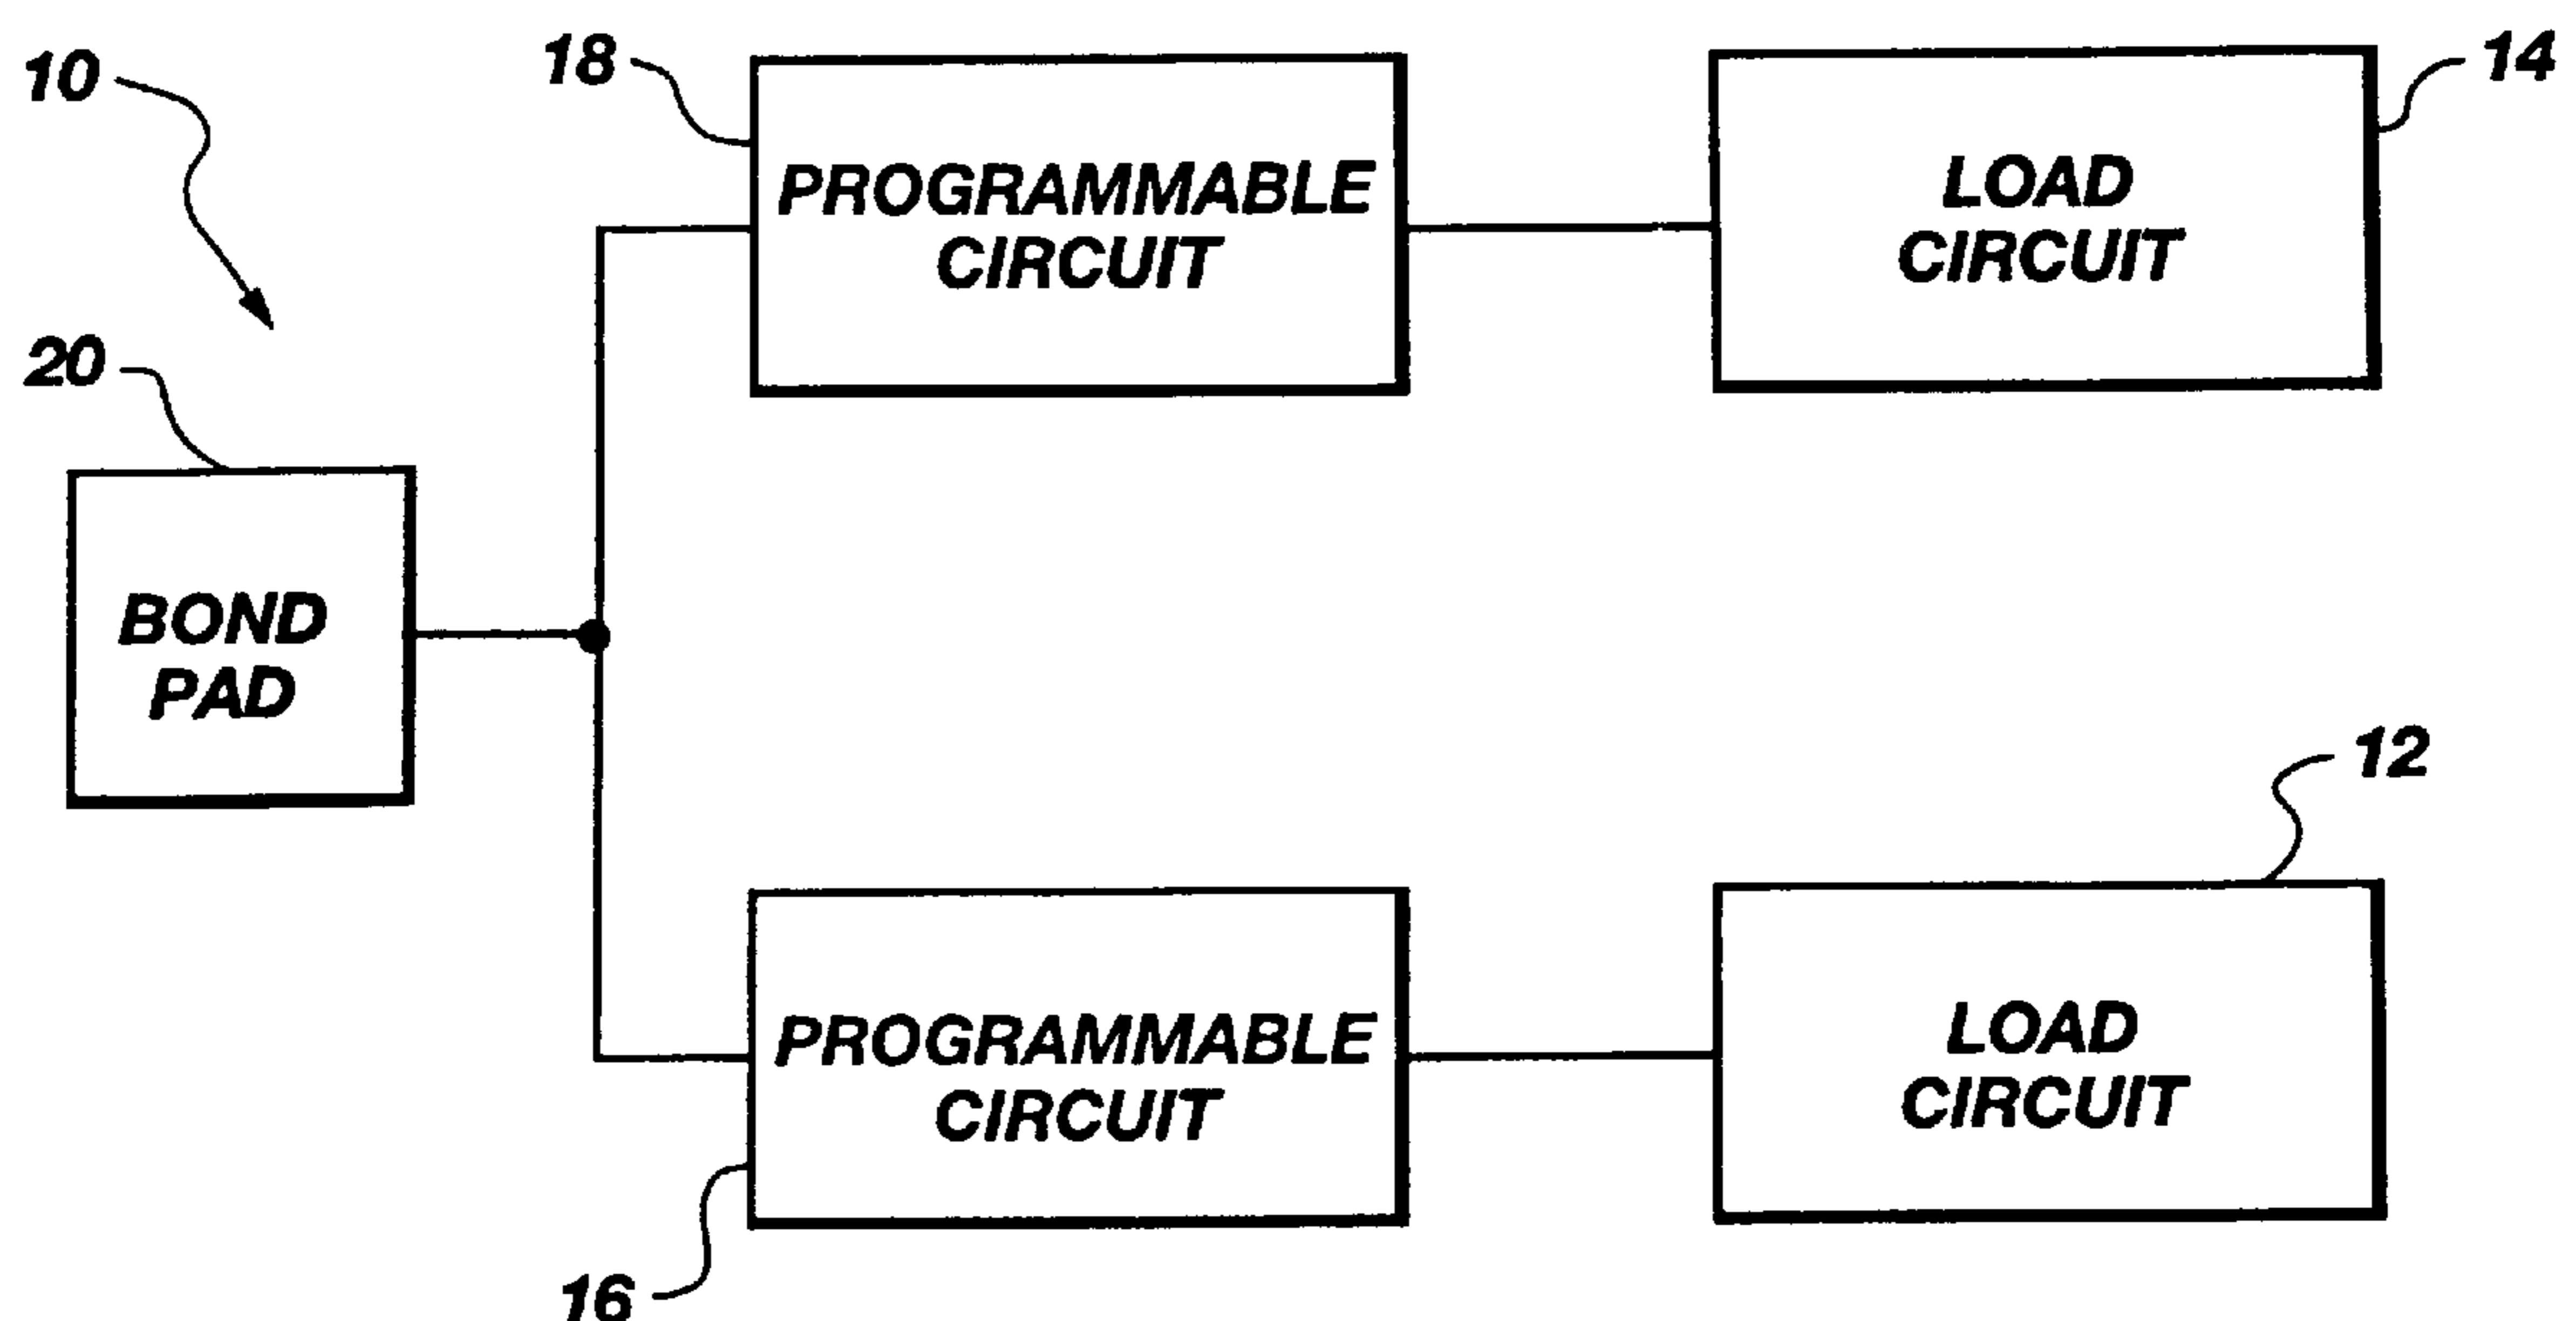 10
18
PROGRAMMABLE
CIRCUIT
LOAD
CIRCUIT
14
20
BOND
PAD
12
PROGRAMMABLE
CIRCUIT
LOAD
CIRCUIT
16